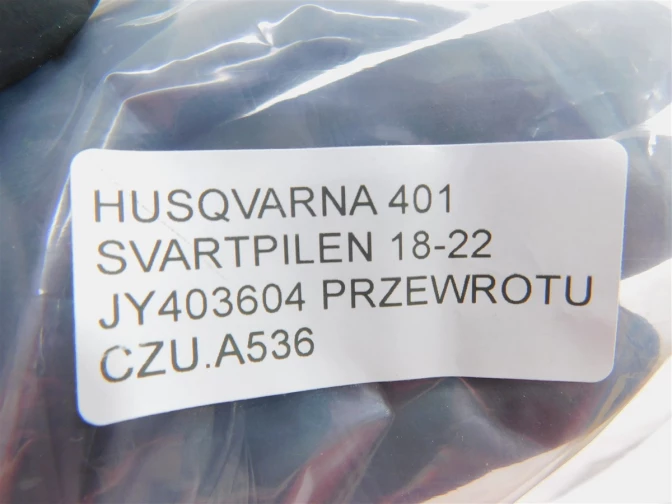 HUSQVARNA 401
SVARTPILEN 18-22
JY403604 PRZEWROTU
CZU.A536